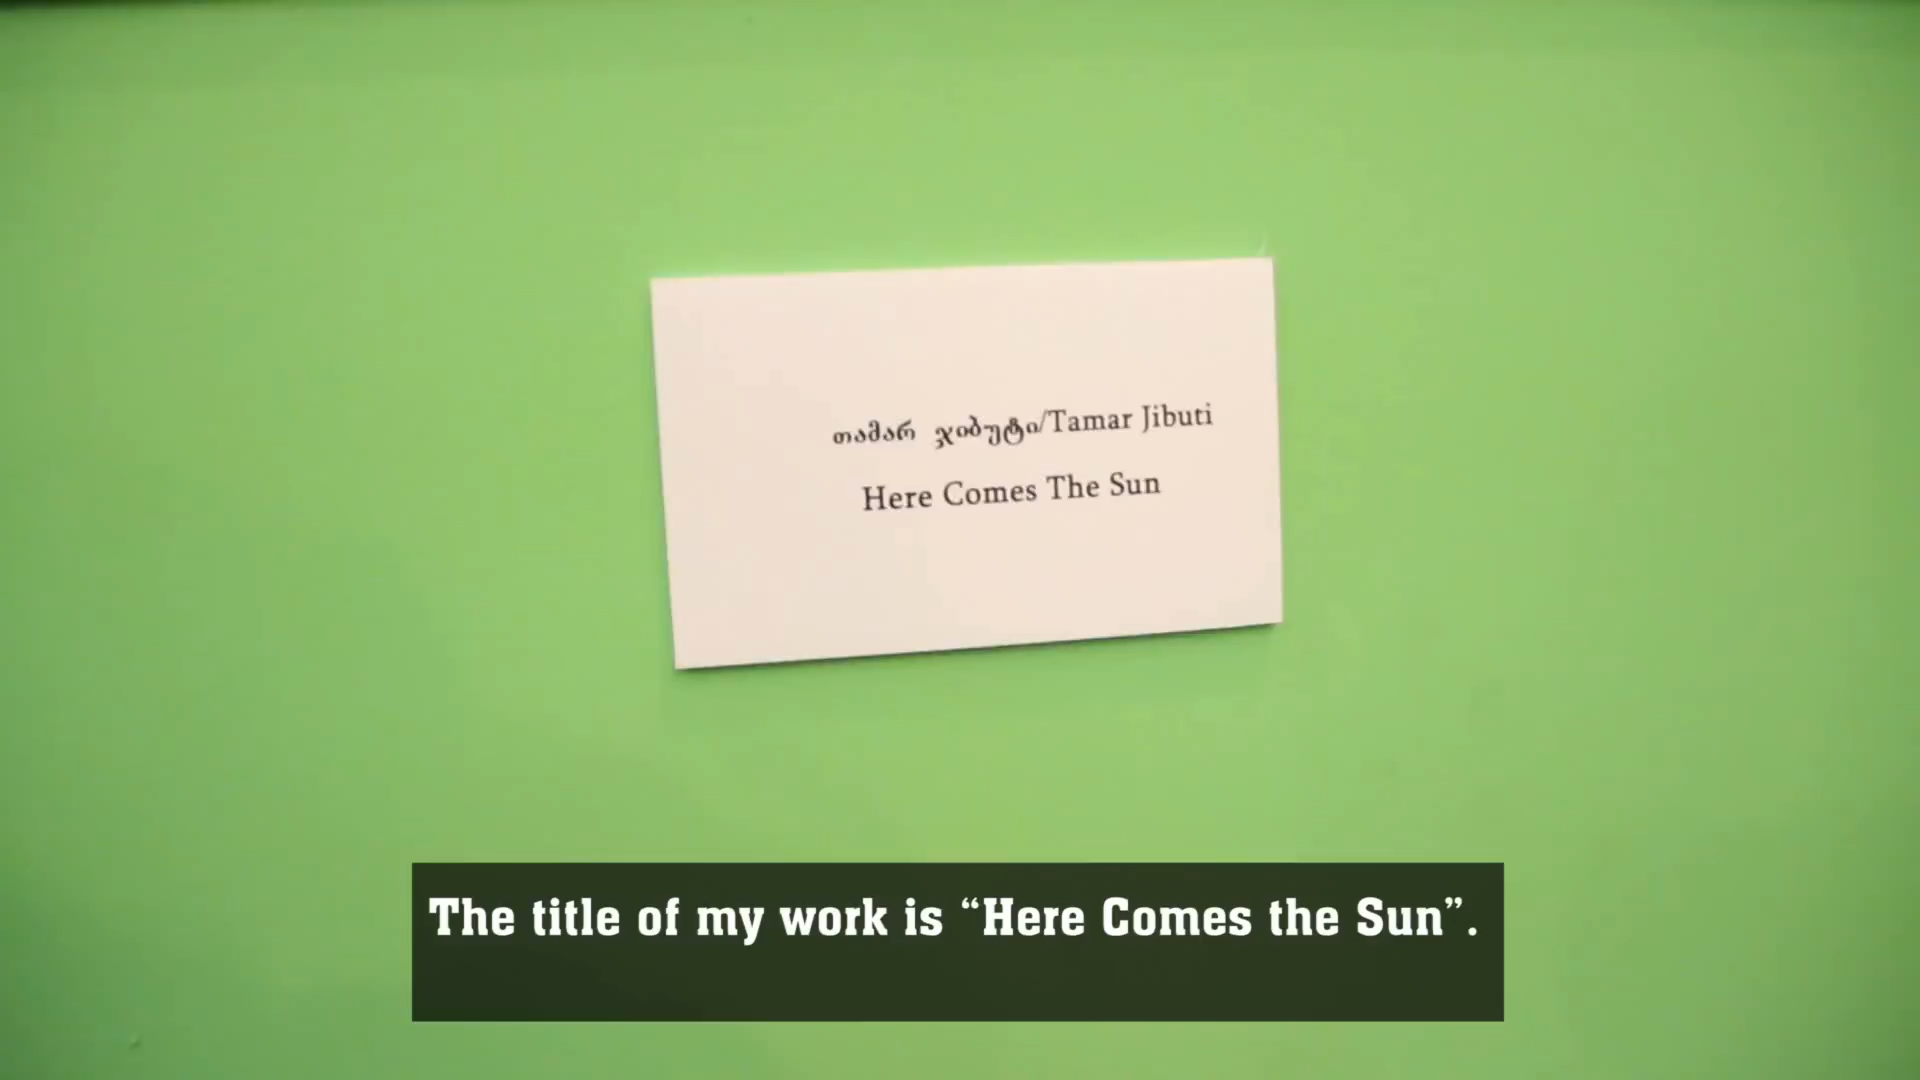 თამარ ჯიბუტი/Tamar Jibuti
Here Comes The Sun
The title of my work is “Here Comes the Sun”.